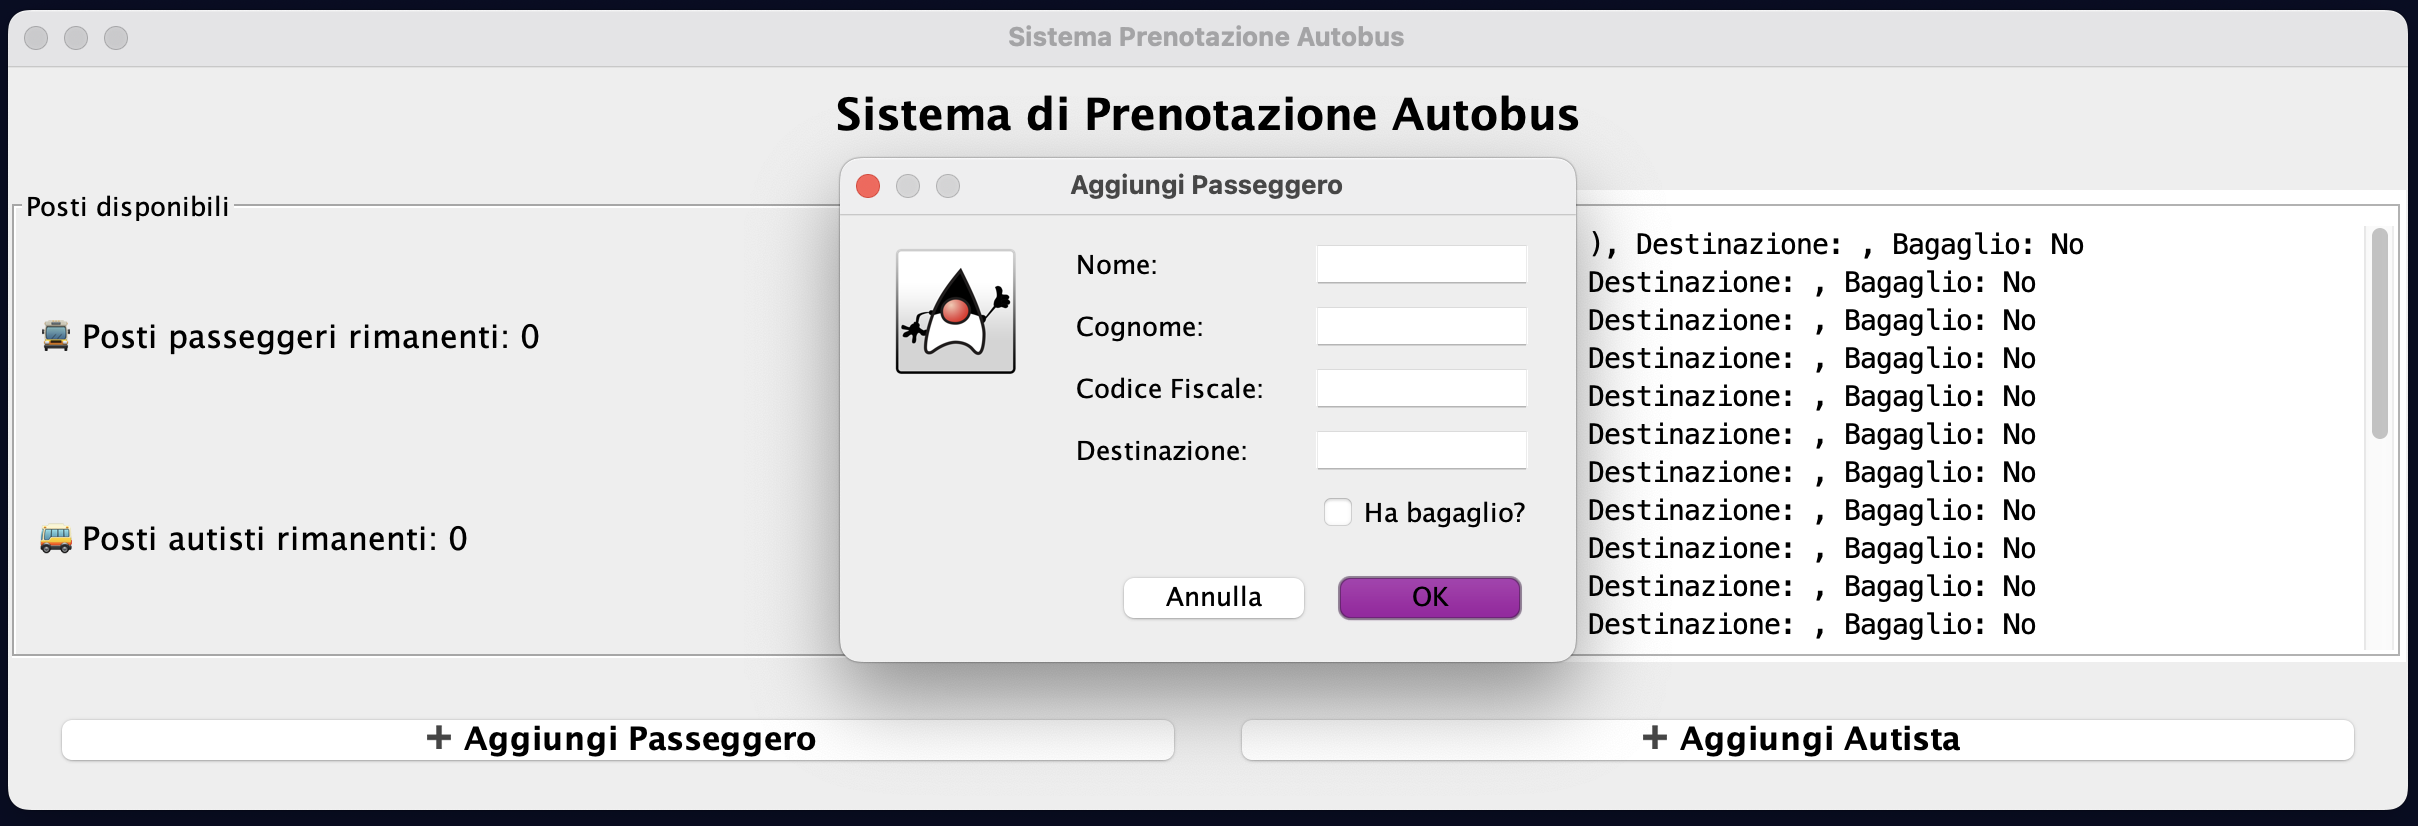 Sistema Prenotazione Autobus
Sistema di Prenotazione Autobus
Posti disponibili
Posti passeggeri rimanenti: 0
Posti autisti rimanenti: 0
Aggiungi Passeggero
Nome:
Cognome:
Codice Fiscale:
Destinazione:
Ha bagaglio?
Annulla
OK
), Destinazione: , Bagaglio: No
Destinazione: , Bagaglio: No
Destinazione: , Bagaglio: No
Destinazione: , Bagaglio: No
Destinazione: , Bagaglio: No
Destinazione: , Bagaglio: No
Destinazione: , Bagaglio: No
Destinazione: , Bagaglio: No
Destinazione: , Bagaglio: No
Destinazione: , Bagaglio: No
Destinazione: , Bagaglio: No
➕ Aggiungi Passeggero
➕ Aggiungi Autista